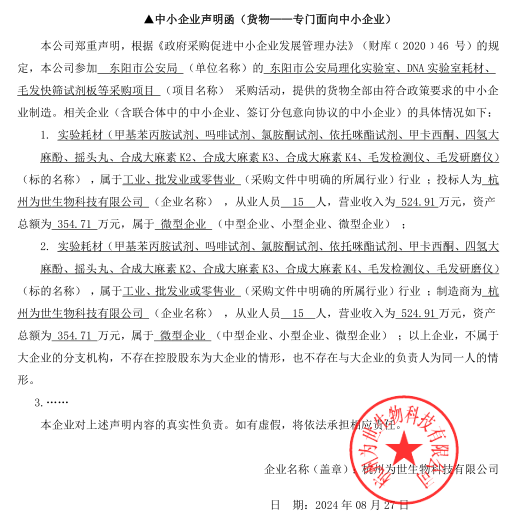 ▲中小企业声明函（货物——专门面向中小企业）
本公司郑重声明，根据《政府采购促进中小企业发展管理办法》（财库﹝2020﹞46 号）的规
定，本公司参加 东阳市公安局 （单位名称）的 东阳市公安局理化实验室、DNA 实验室耗材、
毛发快筛试剂板等采购项目 （项目名称） 采购活动，提供的货物全部由符合政策要求的中小企
业制造。相关企业（含联合体中的中小企业、签订分包意向协议的中小企业）的具体情况如下：
1. 实验耗材（甲基苯丙胺试剂、吗啡试剂、氯胺酮试剂、依托咪酯试剂、甲卡西酮、四氢大
麻酚、摇头丸、合成大麻素 K2、合成大麻素 K3、合成大麻素 K4、毛发检测仪、毛发研磨仪）
（标的名称） ，属于工业、批发业或零售业 （采购文件中明确的所属行业）行业 ；投标人为 杭
州为世生物科技有限公司 （企业名称） ，从业人员 15 人，营业收入为 524.91 万元，资产
总额为 354.71 万元，属于 微型企业 （中型企业、小型企业、微型企业） ；
2. 实验耗材（甲基苯丙胺试剂、吗啡试剂、氯胺酮试剂、依托咪酯试剂、甲卡西酮、四氢大
麻酚、摇头丸、合成大麻素 K2、合成大麻素 K3、合成大麻素 K4、毛发检测仪、毛发研磨仪）
（标的名称） ，属于工业、批发业或零售业 （采购文件中明确的所属行业）行业 ；制造商为 杭
州为世生物科技有限公司 （企业名称） ，从业人员 15 人，营业收入为 524.91 万元，资产
总额为 354.71 万元，属于 微型企业 （中型企业、小型企业、微型企业） ；以上企业，不属于
大企业的分支机构，不存在控股股东为大企业的情形，也不存在与大企业的负责人为同一人的情
形。
3.……
本企业对上述声明内容的真实性负责。如有虚假，将依法承担相应责任。
杭州为世生物科技有限公司
企业名称（盖章）：杭州为世生物科技有限公司
日 期：2024 年 08 月 27 日